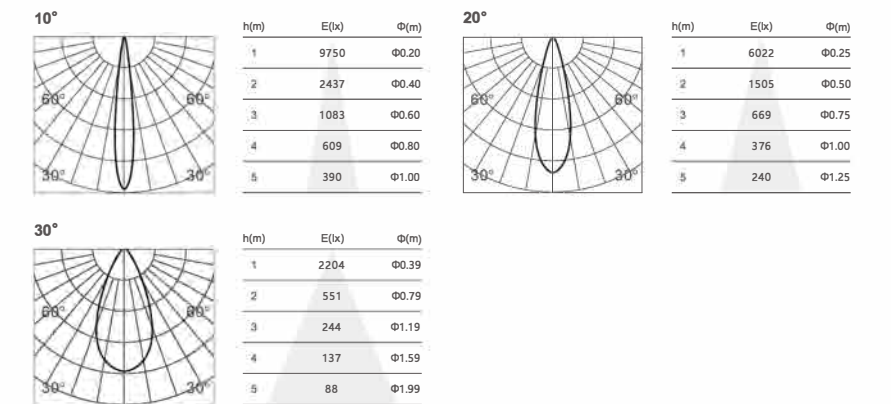 10°
h(m) E(lx) Φ(m)
1 9750 Φ0.20
2 2437 Φ0.40
3 1083 Φ0.60
4 609 Φ0.80
5 390 Φ1.00
60° 60°
30° 30°
20°
h(m) E(lx) Φ(m)
1 6022 Φ0.25
2 1505 Φ0.50
3 669 Φ0.75
4 376 Φ1.00
5 240 Φ1.25
60° 60°
30° 30°
30°
h(m) E(lx) Φ(m)
1 2204 Φ0.39
2 551 Φ0.79
3 244 Φ1.19
4 137 Φ1.59
5 88 Φ1.99
60° 60°
30° 30°